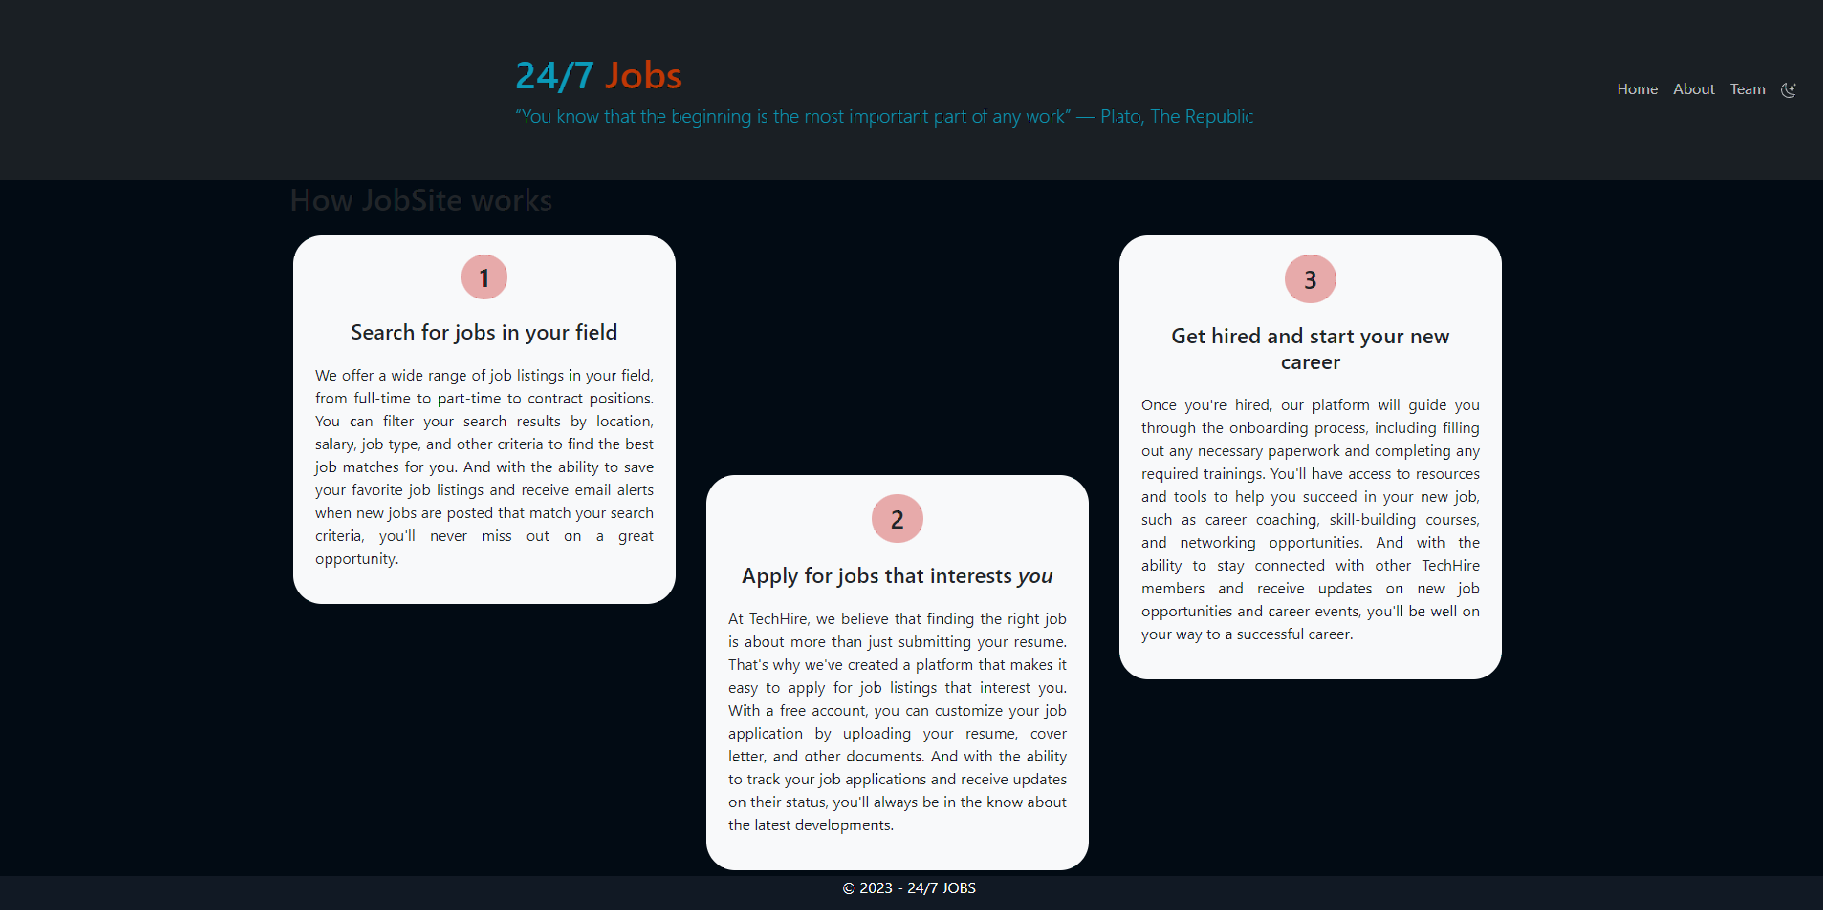 24/7 Jobs
“You know that the beginning is the most important part of any work” — Plato, The Republic
Home About Team
How JobSite works
1
Search for jobs in your field
We offer a wide range of job listings in your field,
from full-time to part-time to contract positions.
You can filter your search results by location,
salary, job type, and other criteria to find the best
job matches for you. And with the ability to save
your favorite job listings and receive email alerts
when new jobs are posted that match your search
criteria, you'll never miss out on a great
opportunity.
2
Apply for jobs that interests you
At TechHire, we believe that finding the right job
is about more than just submitting your resume.
That's why we've created a platform that makes it
easy to apply for job listings that interest you.
With a free account, you can customize your job
application by uploading your resume, cover
letter, and other documents. And with the ability
to track your job applications and receive updates
on their status, you'll always be in the know about
the latest developments.
3
Get hired and start your new
career
Once you're hired, our platform will guide you
through the onboarding process, including filling
out any necessary paperwork and completing any
required trainings. You'll have access to resources
and tools to help you succeed in your new job,
such as career coaching, skill-building courses,
and networking opportunities. And with the
ability to stay connected with other TechHire
members and receive updates on new job
opportunities and career events, you'll be well on
your way to a successful career.
© 2023 - 24/7 JOBS